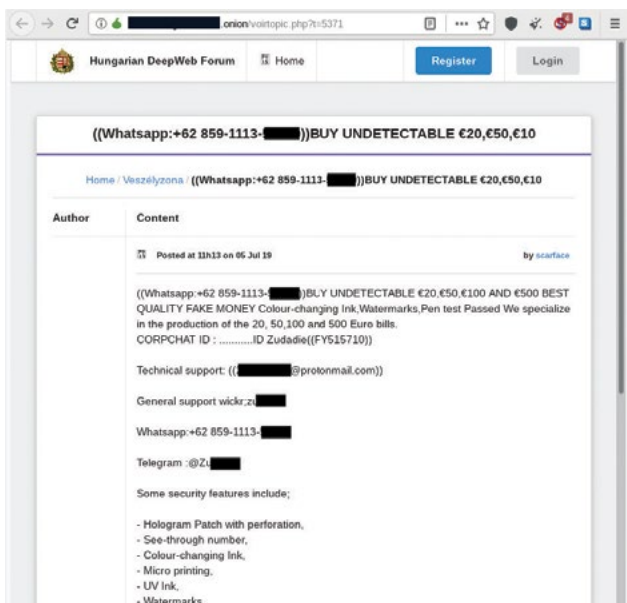 .onion/voirtopic.php?t=5371
Hungarian DeepWeb Forum Home Register Login
((Whatsapp:+62 859-1113- ))BUY UNDETECTABLE €20,€50,€10
Home / Veszélyzona / ((Whatsapp:+62 859-1113- ))BUY UNDETECTABLE €20,€50,€10
Author Content
Posted at 11h13 on 05 Jul 19 by scarface
((Whatsapp:+62 859-1113- ))BUY UNDETECTABLE €20,€50,€100 AND €500 BEST
QUALITY FAKE MONEY Colour-changing Ink,Watermarks,Pen test Passed We specialize
in the production of the 20, 50,100 and 500 Euro bills.
CORPCHAT ID : ...........ID Zudadie((FY515710))
Technical support: (( @protonmail.com))
General support wickr;zu
Whatsapp:+62 859-1113-
Telegram :@Zu
Some security features include;
- Hologram Patch with perforation,
- See-through number,
- Colour-changing Ink,
- Micro printing,
- UV Ink,
- Watermarks